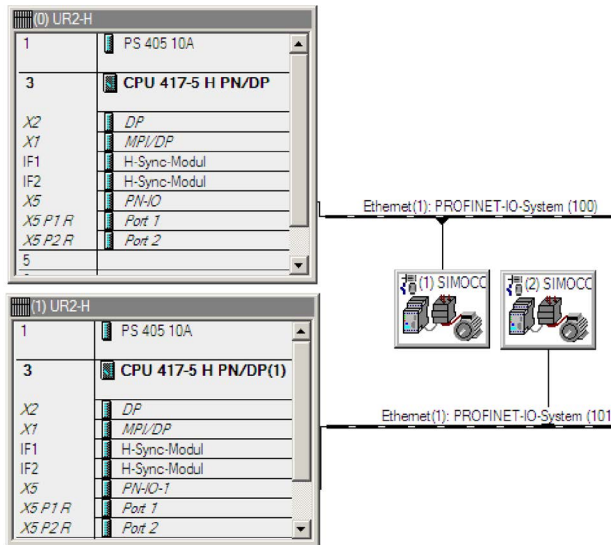 (0) UR2-H
1 PS 405 10A
3 CPU 417-5 H PN/DP
X2 DP
X1 MPI/DP
IF1 H-Sync-Modul
IF2 H-Sync-Modul
X5 PN-IO
X5 P1 R Port 1
X5 P2 R Port 2
5
Ethernet(1): PROFINET-IO-System (100)
(1) SIMOCC
(2) SIMOCC
(1) UR2-H
1 PS 405 10A
3 CPU 417-5 H PN/DP(1)
X2 DP
X1 MPI/DP
IF1 H-Sync-Modul
IF2 H-Sync-Modul
X5 PN-IO-1
X5 P1 R Port 1
X5 P2 R Port 2
Ethernet(1): PROFINET-IO-System (101